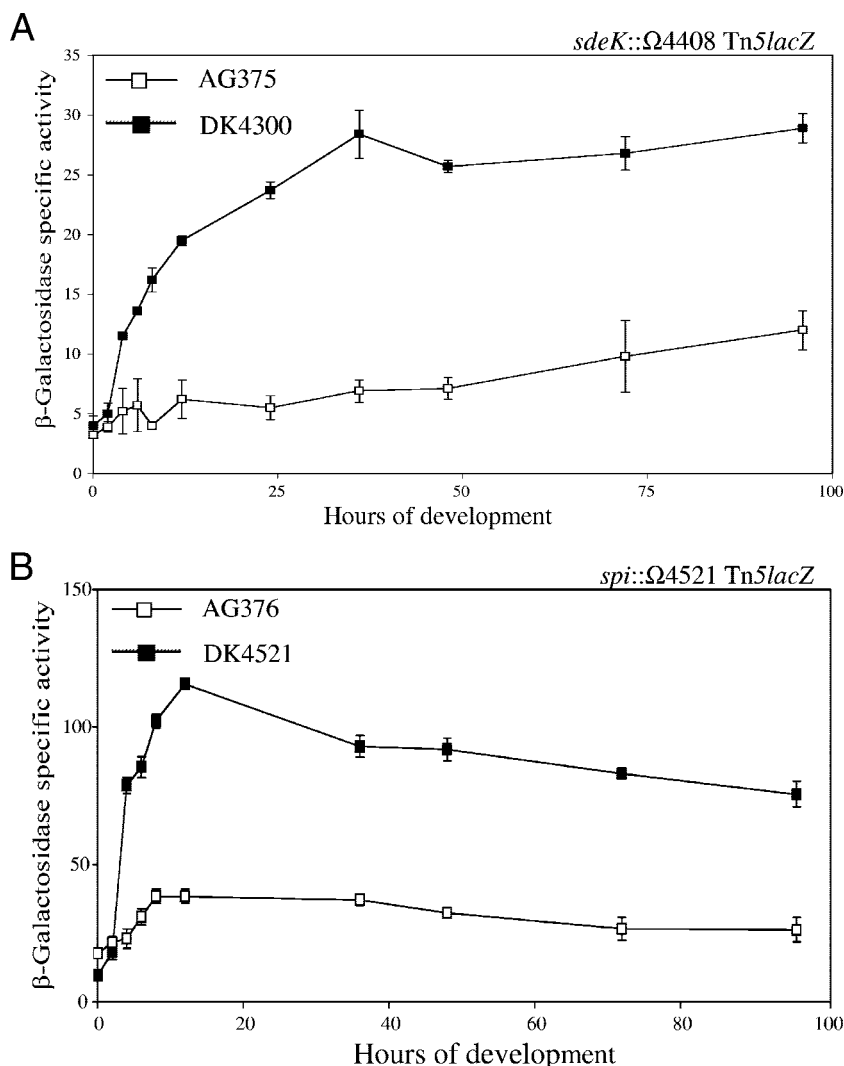 A
sdeK::Ω4408 Tn5lacZ
35
30
25
20
15
10
5
0
β-Galactosidase specific activity
AG375
DK4300
0 25 50 75 100
Hours of development
B
spi::Ω4521 Tn5lacZ
150
100
50
0
β-Galactosidase specific activity
AG376
DK4521
0 20 40 60 80 100
Hours of development